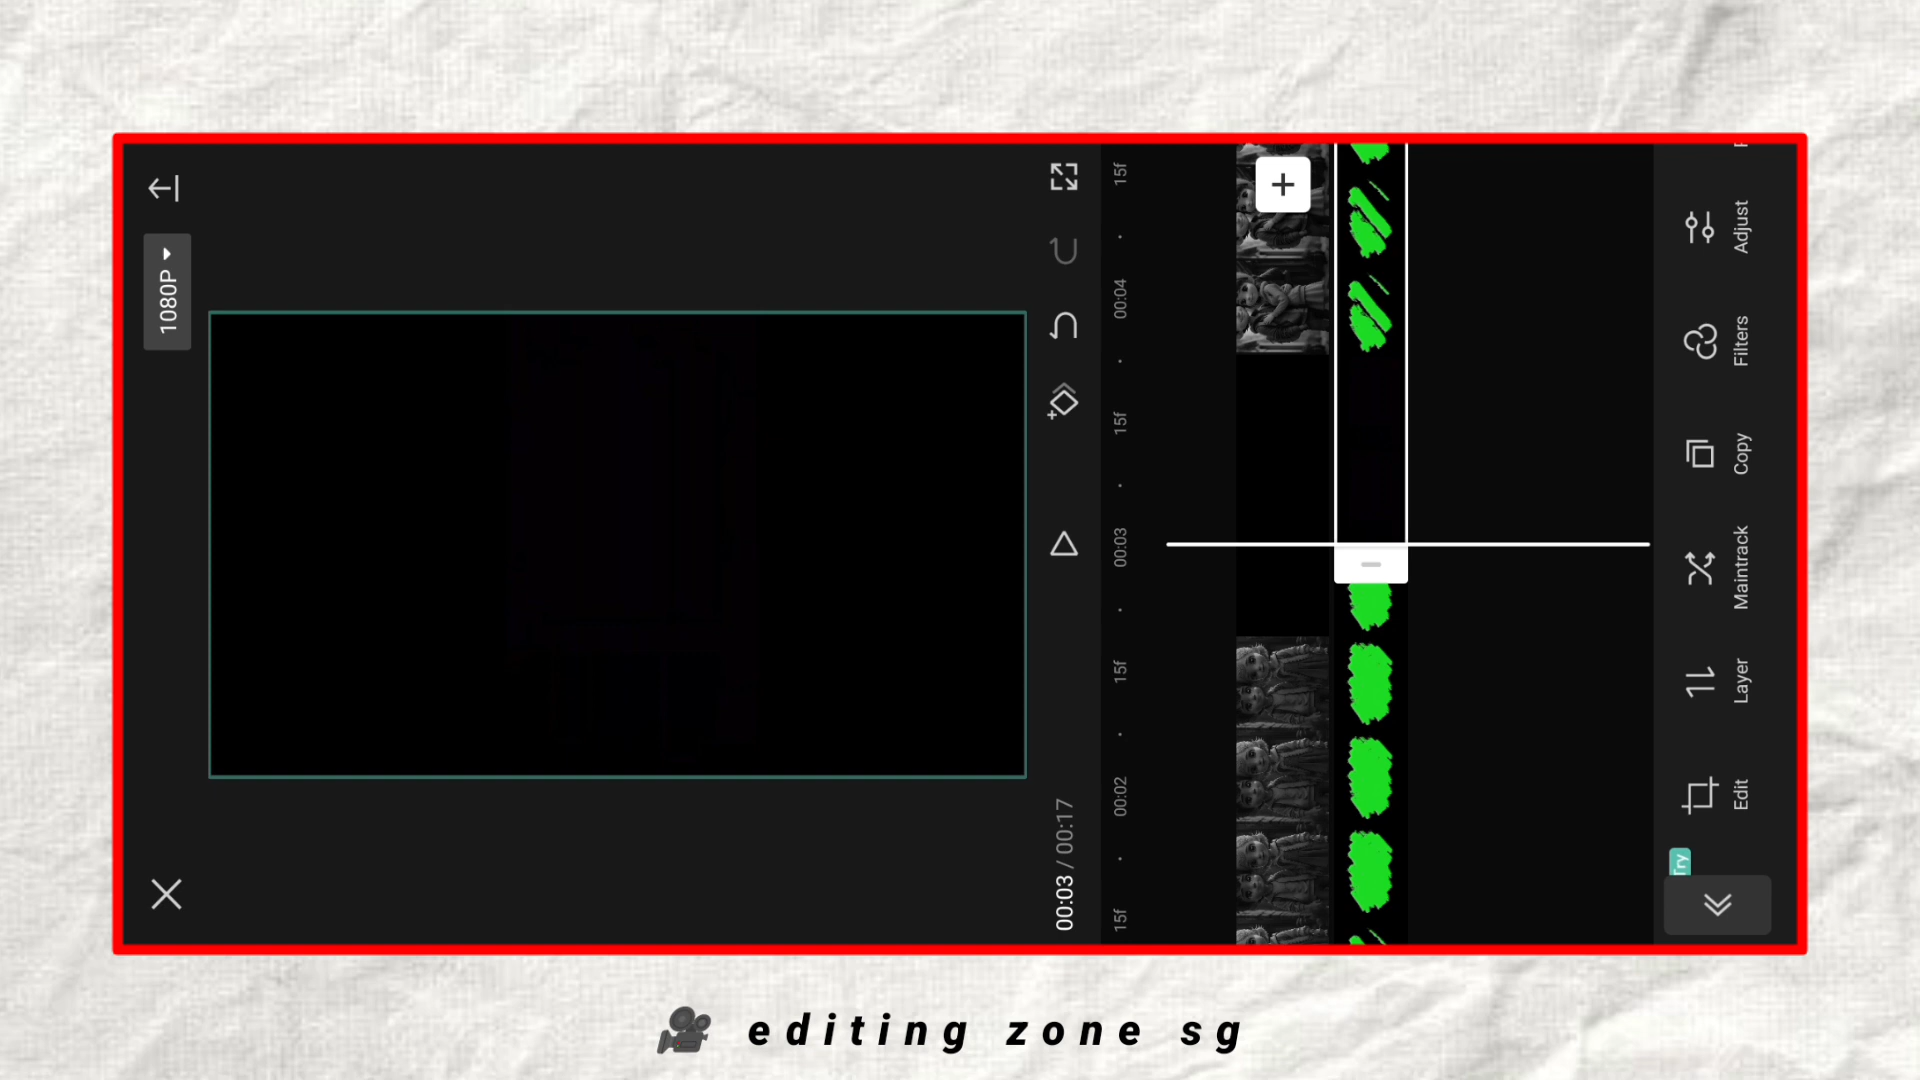 1080P
00:03 / 00:17
15f
00:02
15f
00:03
15f
00:04
15f
Try
Edit
Layer
Maintrack
Copy
Filters
Adjust
editing zone sg